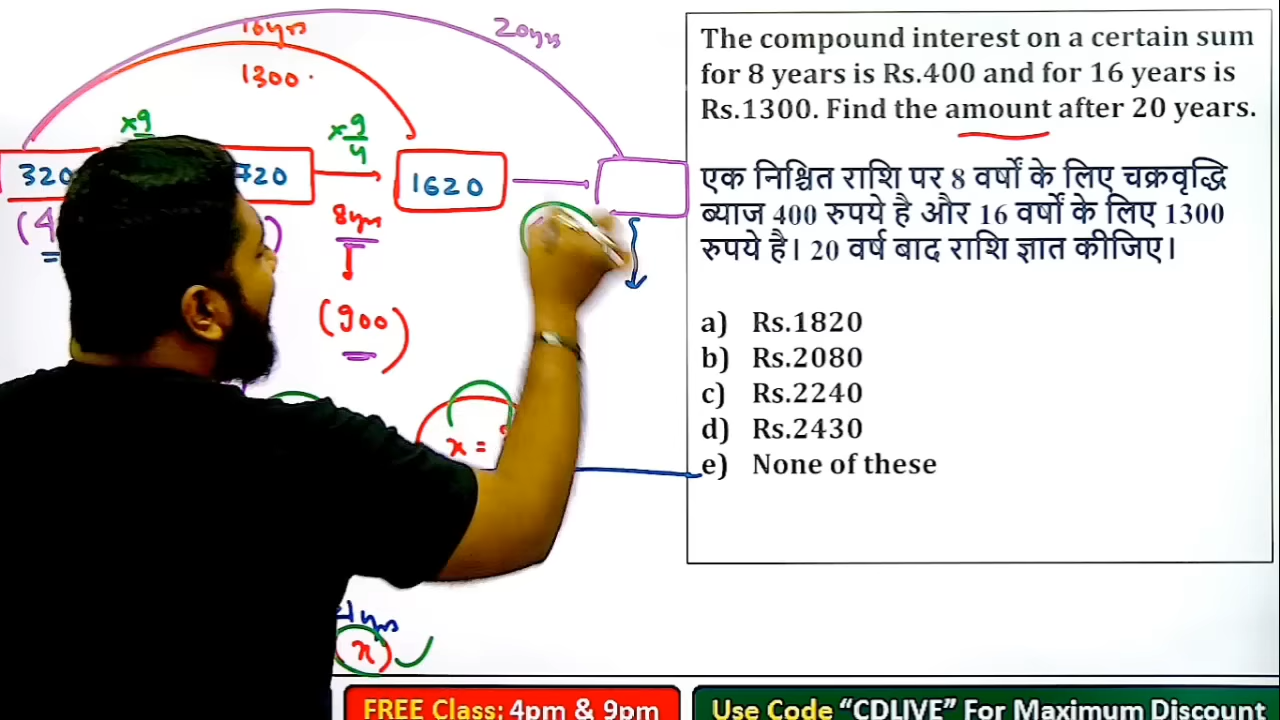 16yrs
20yrs
1300
×9
×9/4
320
720
1620
(4
8yrs
(900)
x =
4yrs
x
The compound interest on a certain sum
for 8 years is Rs.400 and for 16 years is
Rs.1300. Find the amount after 20 years.
एक निश्चित राशि पर 8 वर्षों के लिए चक्रवृद्धि
ब्याज 400 रुपये है और 16 वर्षों के लिए 1300
रुपये है। 20 वर्ष बाद राशि ज्ञात कीजिए।
a) Rs.1820
b) Rs.2080
c) Rs.2240
d) Rs.2430
e) None of these
FREE Class: 4pm & 9pm
Use Code “CDLIVE” For Maximum Discount